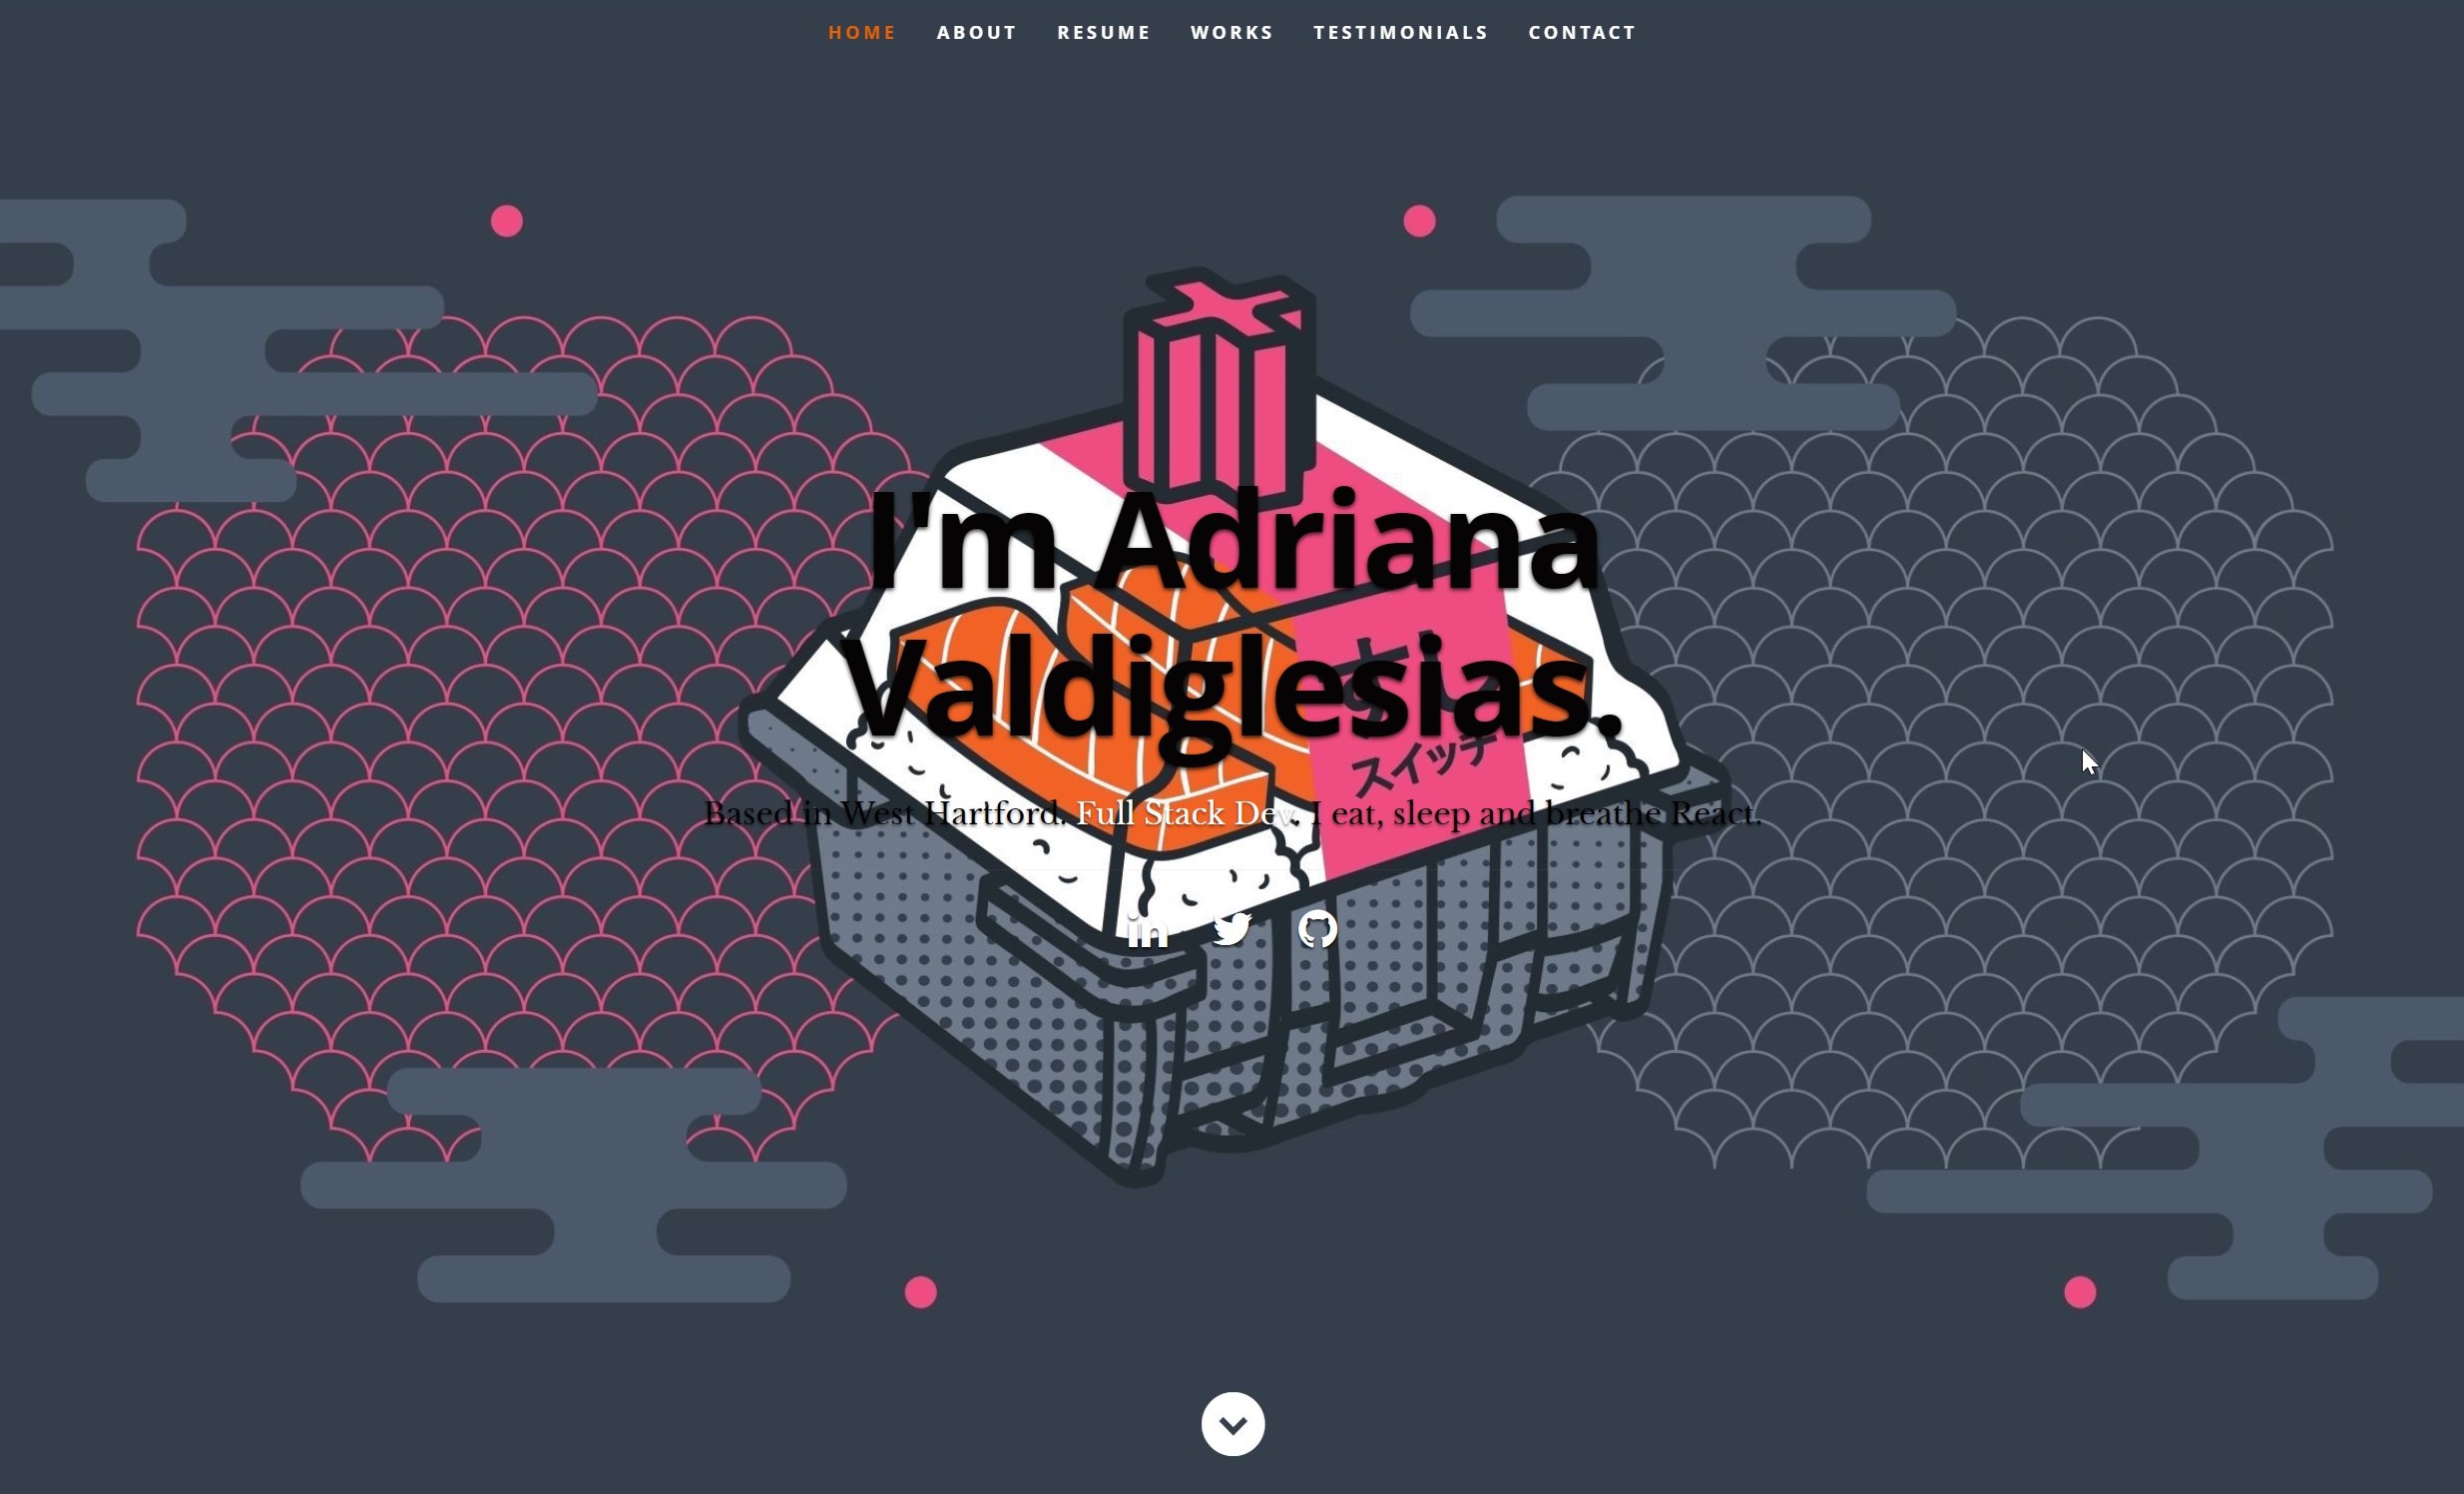 HOME ABOUT RESUME WORKS TESTIMONIALS CONTACT
I'm Adriana
Valdiglesias.
Based in West Hartford. Full Stack Dev. I eat, sleep and breathe React.
スイッチ
in